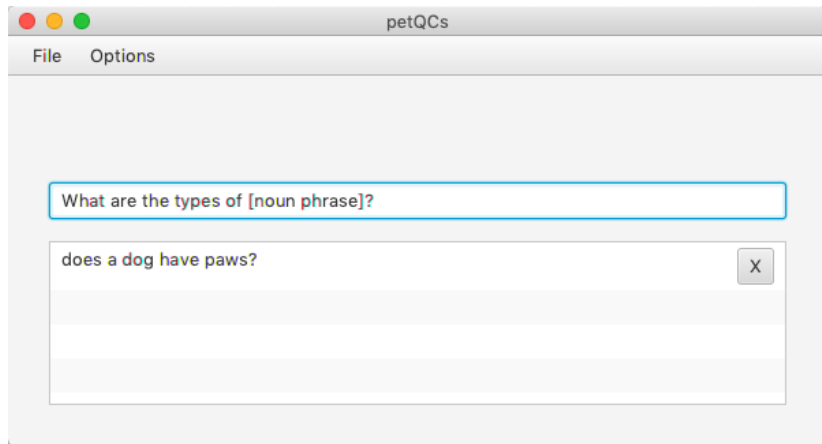 petQCs
File Options
What are the types of [noun phrase]?
does a dog have paws? X